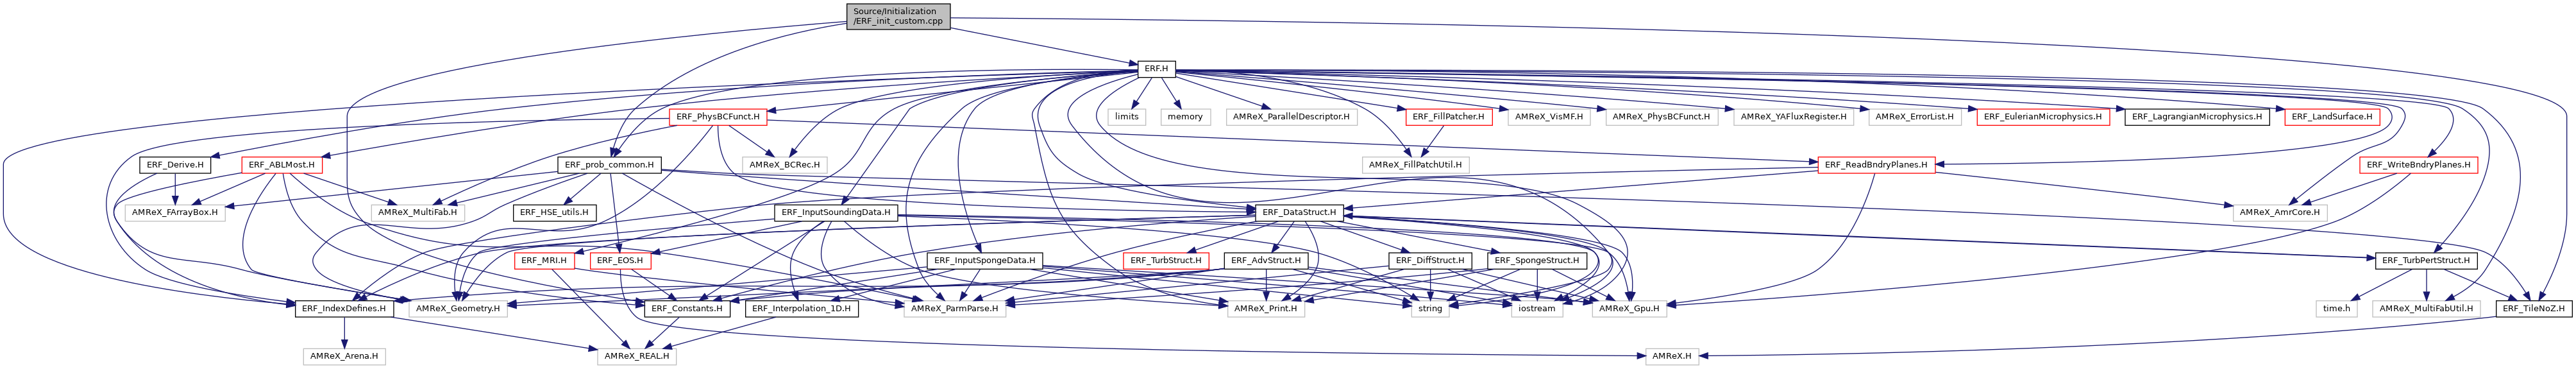 Source/Initialization
/ERF_init_custom.cpp
ERF.H
ERF_PhysBCFunct.H
limits
memory
AMReX_ParallelDescriptor.H
ERF_FillPatcher.H
AMReX_VisMF.H
AMReX_PhysBCFunct.H
AMReX_YAFluxRegister.H
AMReX_ErrorList.H
ERF_EulerianMicrophysics.H
ERF_LagrangianMicrophysics.H
ERF_LandSurface.H
ERF_Derive.H
ERF_ABLMost.H
ERF_prob_common.H
AMReX_BCRec.H
AMReX_FillPatchUtil.H
ERF_ReadBndryPlanes.H
ERF_WriteBndryPlanes.H
AMReX_FArrayBox.H
AMReX_MultiFab.H
ERF_HSE_utils.H
ERF_InputSoundingData.H
ERF_DataStruct.H
AMReX_AmrCore.H
ERF_MRI.H
ERF_EOS.H
ERF_InputSpongeData.H
ERF_TurbStruct.H
ERF_AdvStruct.H
ERF_DiffStruct.H
ERF_SpongeStruct.H
ERF_TurbPertStruct.H
ERF_IndexDefines.H
AMReX_Geometry.H
ERF_Constants.H
ERF_Interpolation_1D.H
AMReX_ParmParse.H
AMReX_Print.H
string
iostream
AMReX_Gpu.H
time.h
AMReX_MultiFabUtil.H
ERF_TileNoZ.H
AMReX_Arena.H
AMReX_REAL.H
AMReX.H